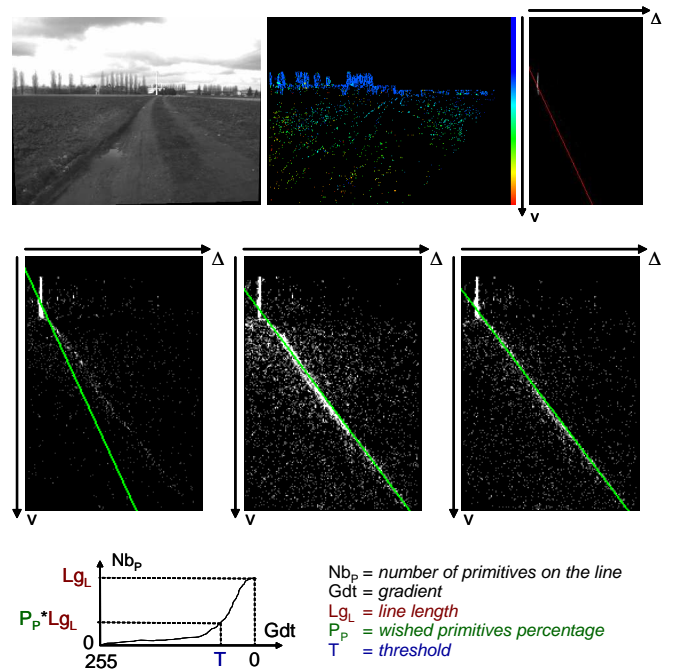 Δ
v
Δ
Δ
Δ
v
v
v
Nb_P
Lg_L
P_P*Lg_L
0
Gdt
255
T
0
Nb_P = number of primitives on the line
Gdt = gradient
Lg_L = line length
P_P = wished primitives percentage
T = threshold